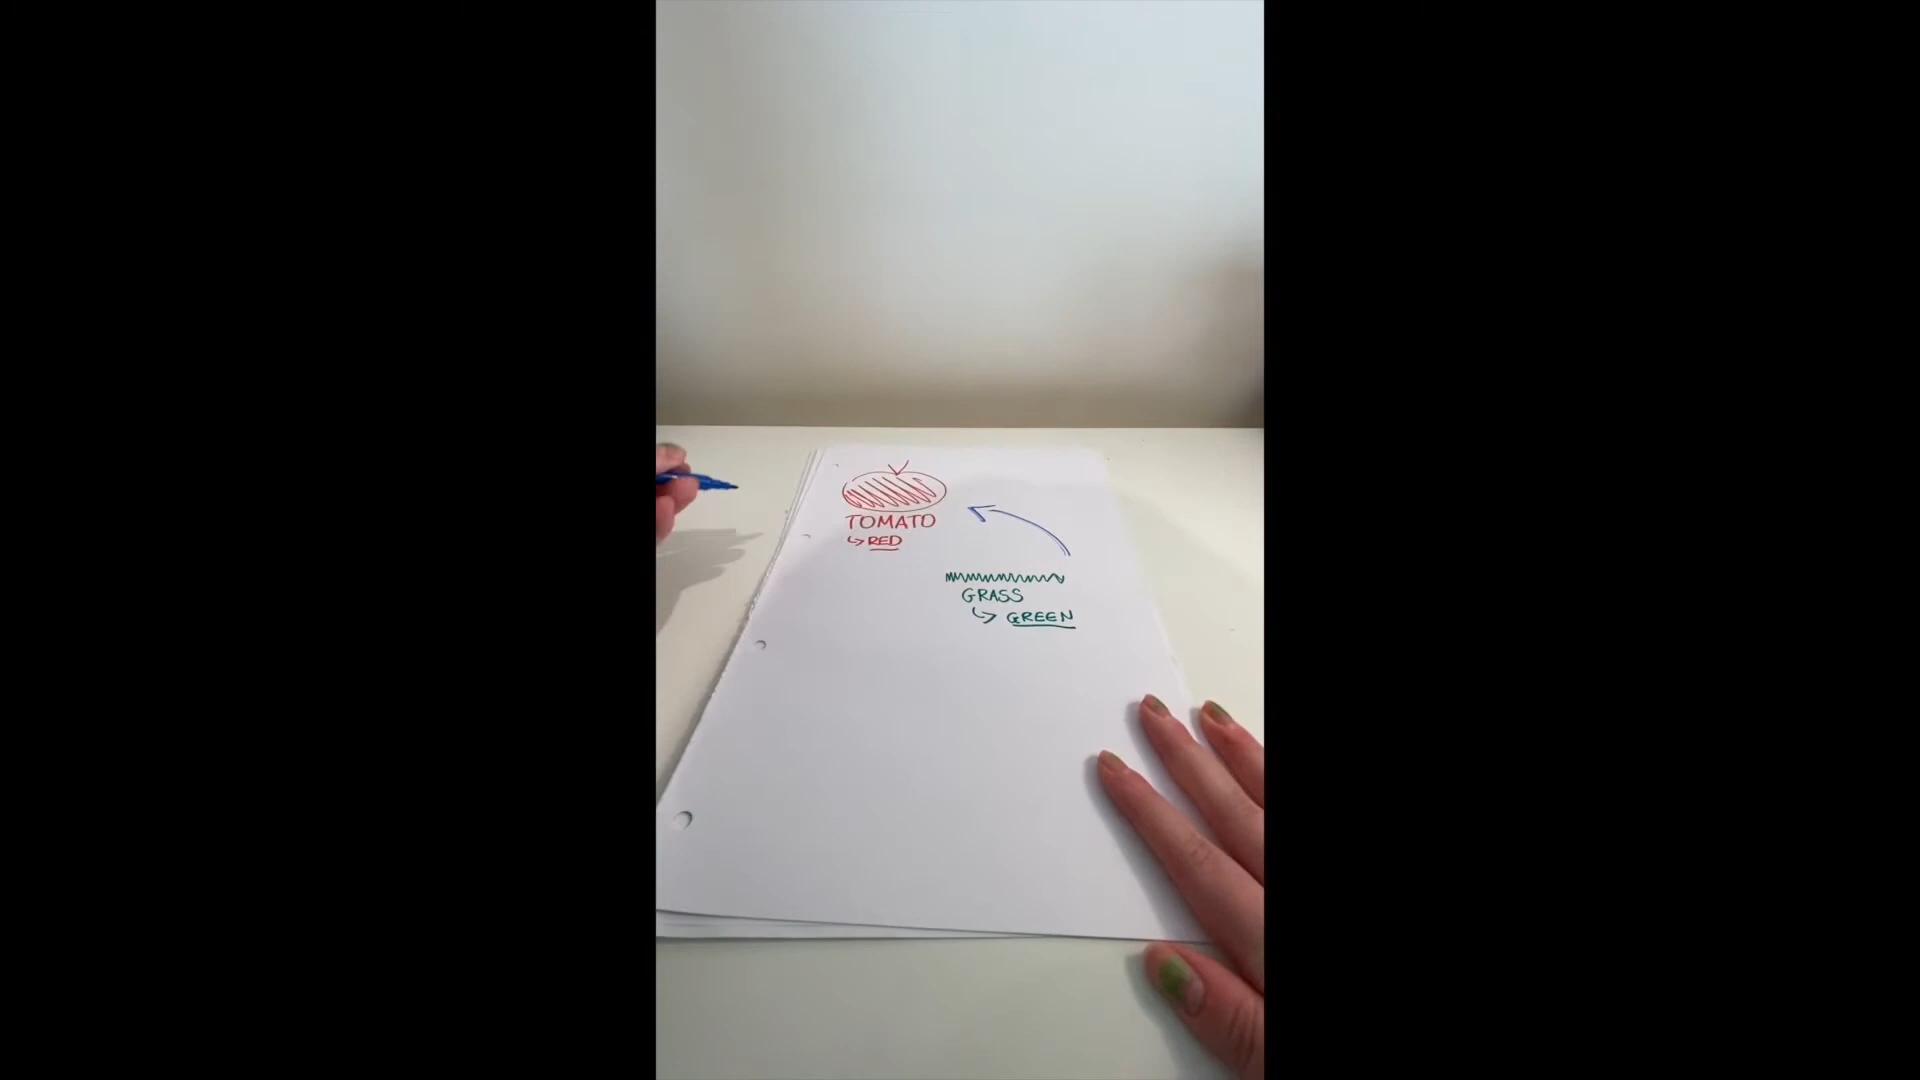 TOMATO
↳ RED
GRASS
↳ GREEN